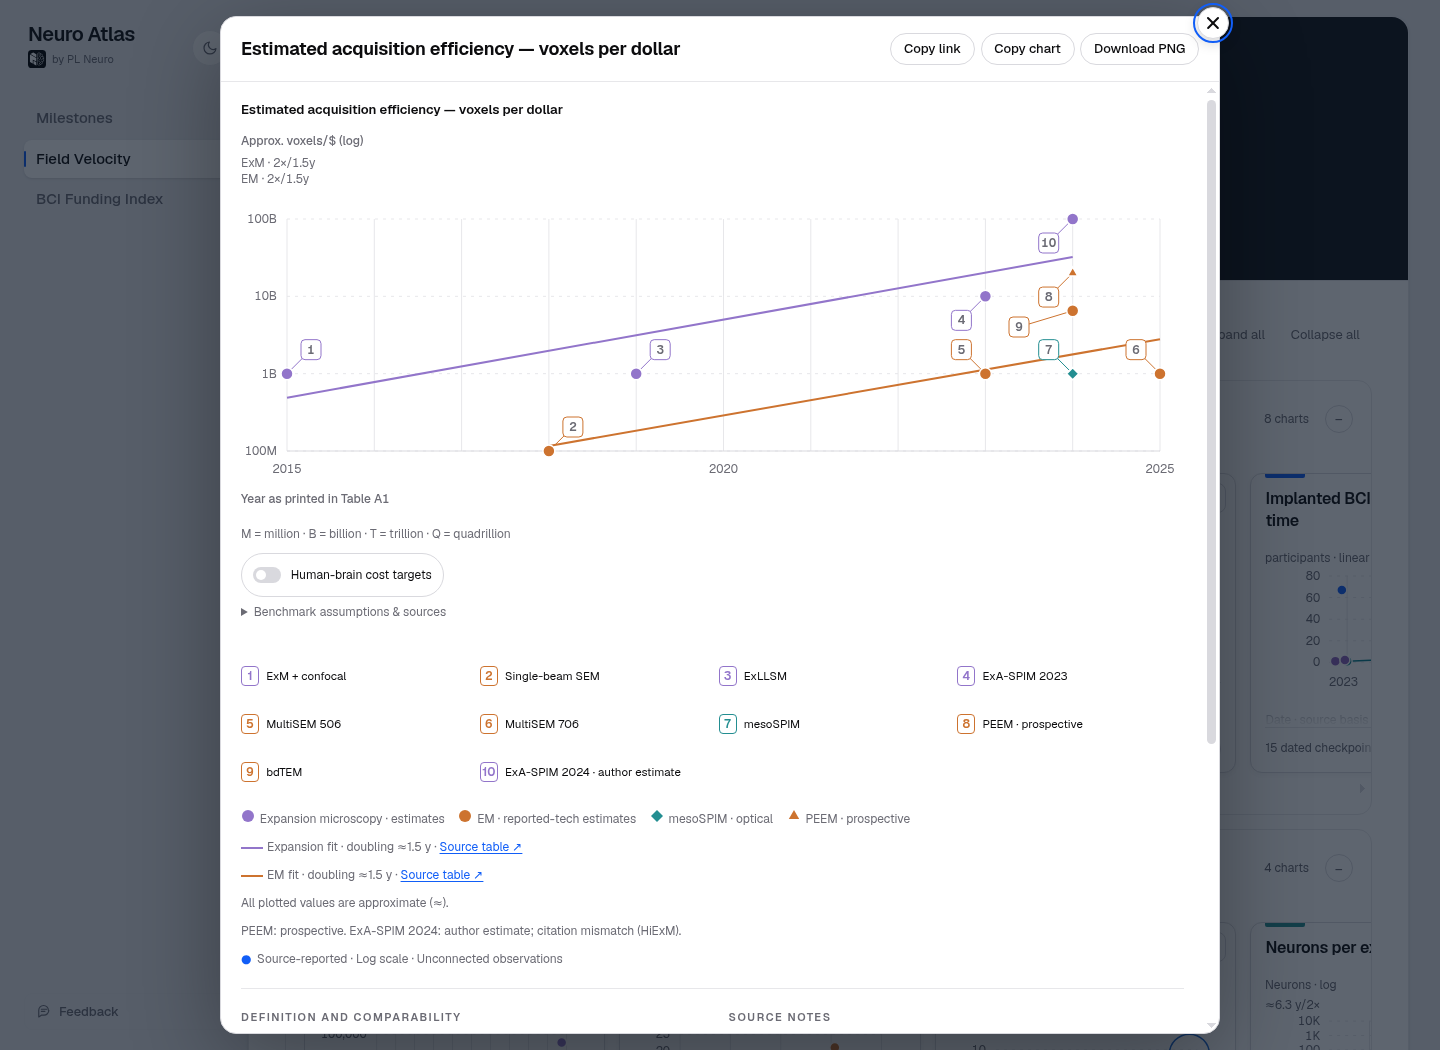 Neuro Atlas
by PL Neuro
Milestones
Field Velocity
BCI Funding Index
Feedback
Estimated acquisition efficiency — voxels per dollar
Copy link
Copy chart
Download PNG
Estimated acquisition efficiency — voxels per dollar
Approx. voxels/$ (log)
ExM · 2×/1.5y
EM · 2×/1.5y
100B
10B
1B
100M
1
2
3
4
5
6
7
8
9
10
2015
2020
2025
Year as printed in Table A1
M = million · B = billion · T = trillion · Q = quadrillion
Human-brain cost targets
Benchmark assumptions & sources
1 ExM + confocal
2 Single-beam SEM
3 ExLLSM
4 ExA-SPIM 2023
5 MultiSEM 506
6 MultiSEM 706
7 mesoSPIM
8 PEEM · prospective
9 bdTEM
10 ExA-SPIM 2024 · author estimate
Expansion microscopy · estimates
EM · reported-tech estimates
mesoSPIM · optical
PEEM · prospective
Expansion fit · doubling ≈1.5 y · Source table ↗
EM fit · doubling ≈1.5 y · Source table ↗
All plotted values are approximate (≈).
PEEM: prospective. ExA-SPIM 2024: author estimate; citation mismatch (HiExM).
Source-reported · Log scale · Unconnected observations
DEFINITION AND COMPARABILITY
SOURCE NOTES
all
Collapse all
8 charts
Implanted BCI
time
participants · linear
80
60
40
20
0
2023
Date · source basis
15 dated checkpoin
4 charts
Neurons per e
Neurons · log
≈6.3 y/2×
10K
1K
100